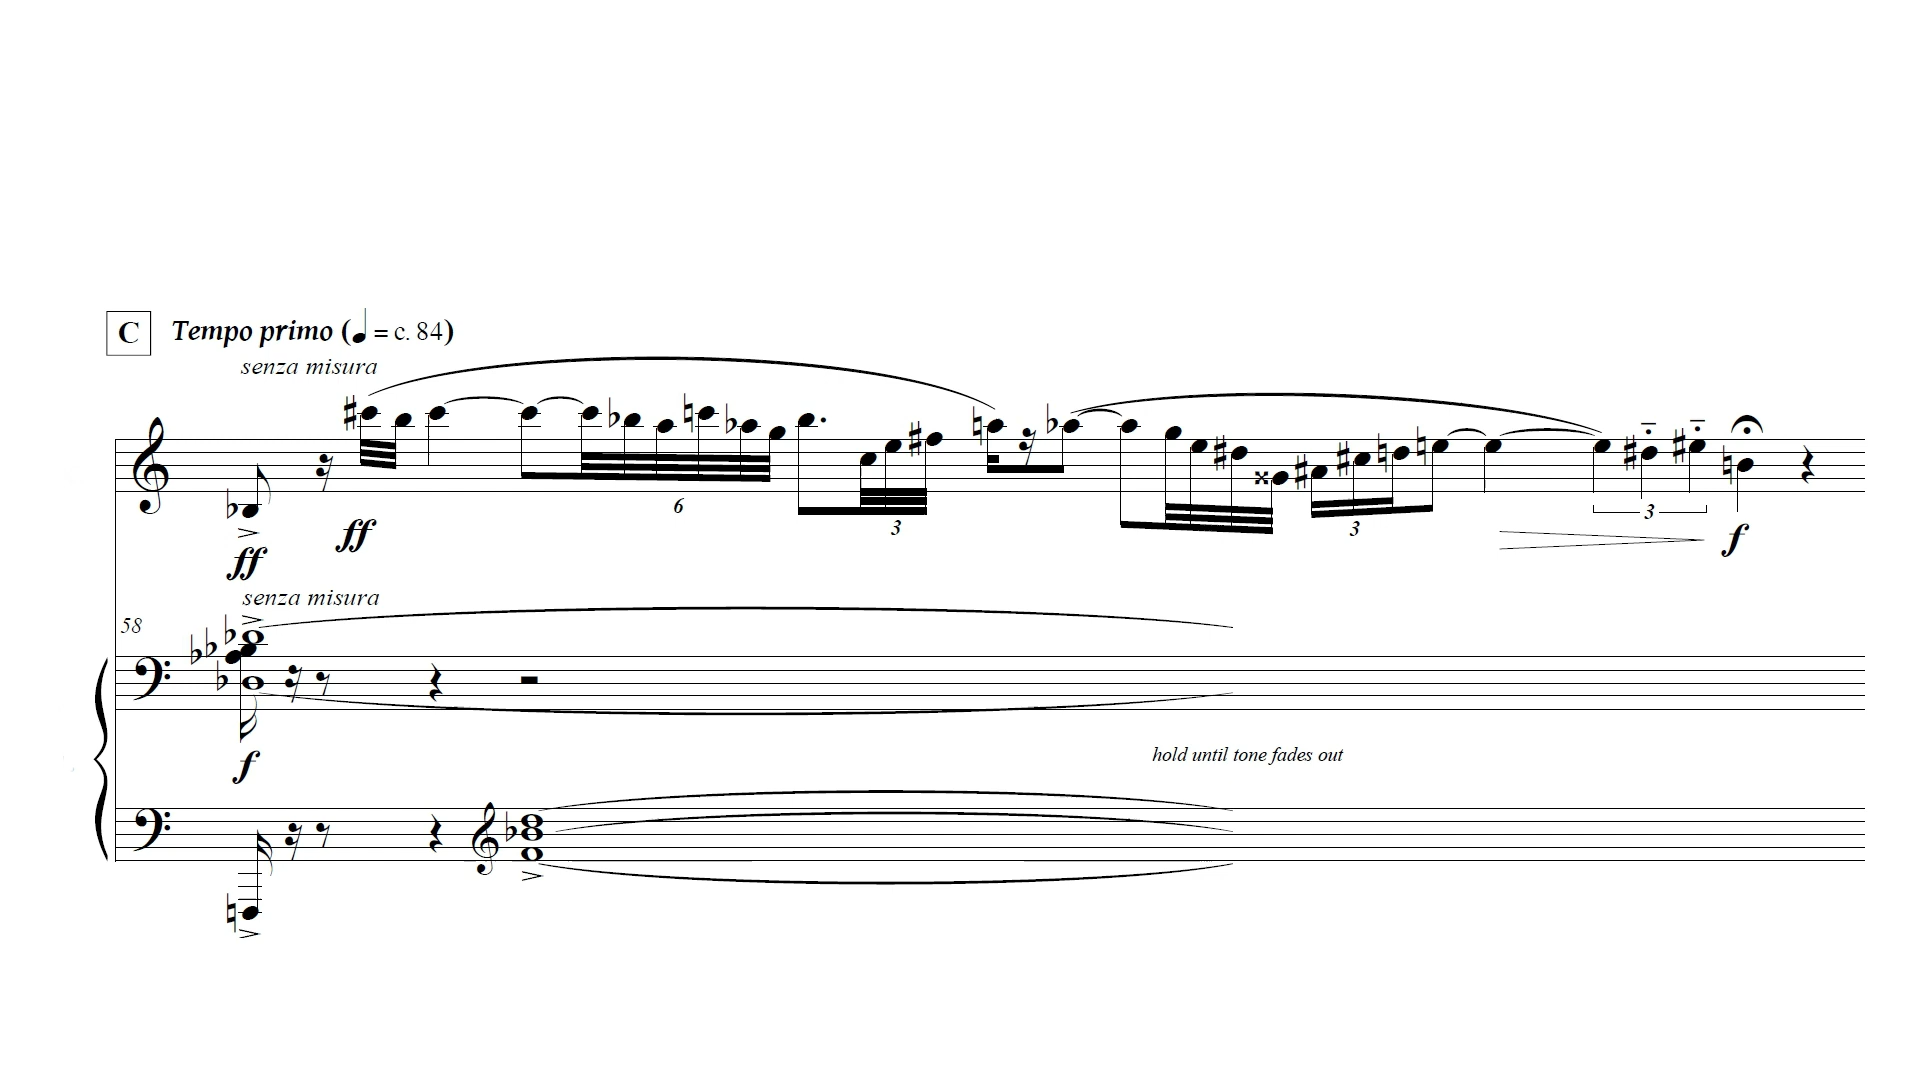 C Tempo primo (♩ = c. 84)
senza misura
6
3
3
3
ff
ff
f
senza misura
58
f
hold until tone fades out